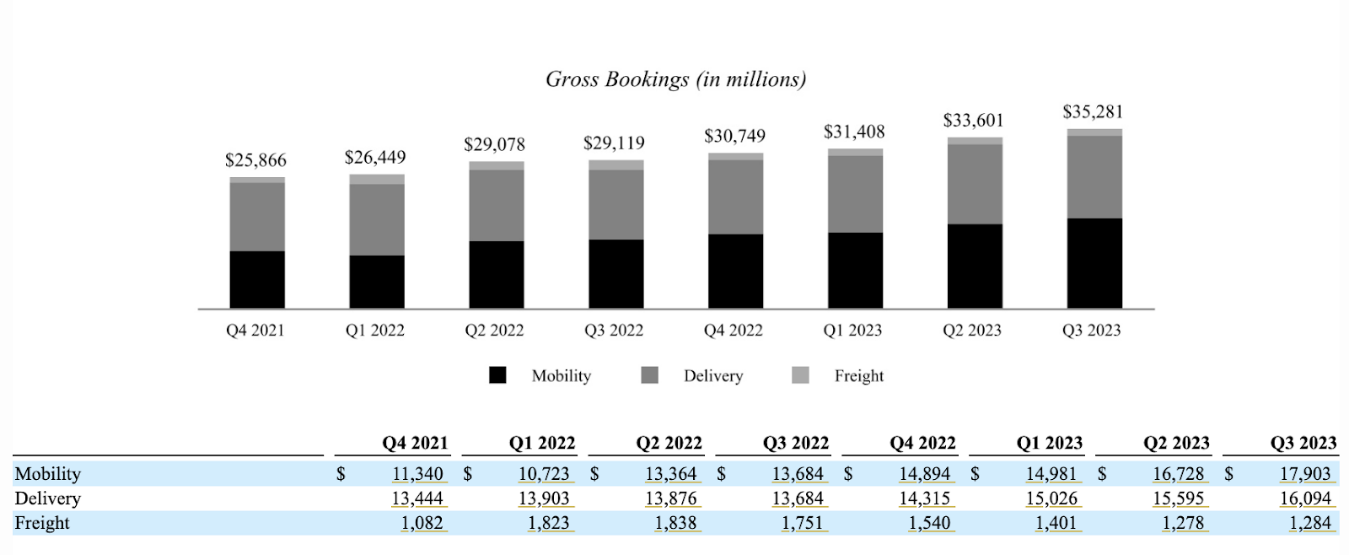 Gross Bookings (in millions)
$25,866 $26,449 $29,078 $29,119 $30,749 $31,408 $33,601 $35,281
Q4 2021 Q1 2022 Q2 2022 Q3 2022 Q4 2022 Q1 2023 Q2 2023 Q3 2023
Mobility Delivery Freight
Q4 2021 Q1 2022 Q2 2022 Q3 2022 Q4 2022 Q1 2023 Q2 2023 Q3 2023
Mobility $ 11,340 $ 10,723 $ 13,364 $ 13,684 $ 14,894 $ 14,981 $ 16,728 $ 17,903
Delivery 13,444 13,903 13,876 13,684 14,315 15,026 15,595 16,094
Freight 1,082 1,823 1,838 1,751 1,540 1,401 1,278 1,284